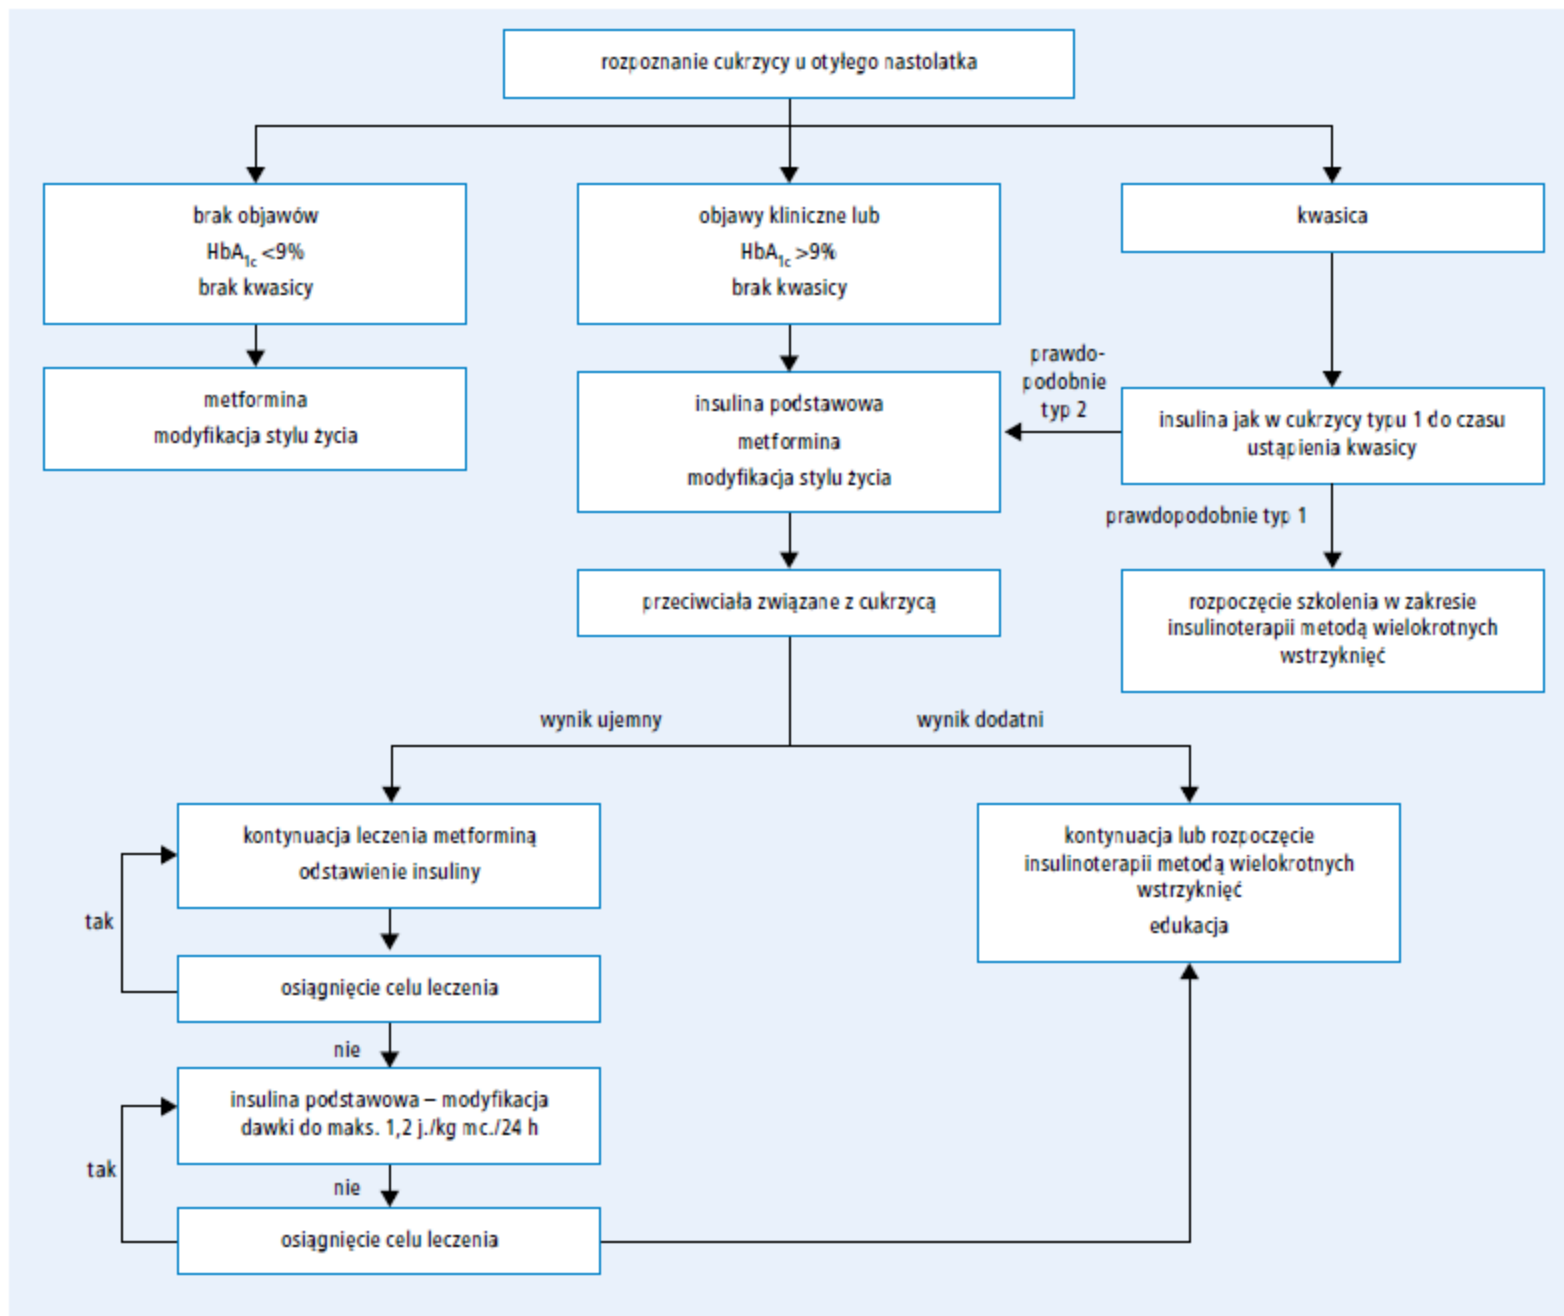 rozpoznanie cukrzycy u otyłego nastolatka
brak objawów
HbA1c <9%
brak kwasicy
objawy kliniczne lub
HbA1c >9%
brak kwasicy
kwasica
metformina
modyfikacja stylu życia
insulina podstawowa
metformina
modyfikacja stylu życia
prawdo-
podobnie
typ 2
insulina jak w cukrzycy typu 1 do czasu
ustąpienia kwasicy
prawdopodobnie typ 1
przeciwciała związane z cukrzycą
rozpoczęcie szkolenia w zakresie
insulinoterapii metodą wielokrotnych
wstrzyknięć
wynik ujemny
wynik dodatni
kontynuacja leczenia metforminą
odstawienie insuliny
kontynuacja lub rozpoczęcie
insulinoterapii metodą wielokrotnych
wstrzyknięć
edukacja
tak
osiągnięcie celu leczenia
nie
insulina podstawowa – modyfikacja
dawki do maks. 1,2 j./kg mc./24 h
tak
nie
osiągnięcie celu leczenia